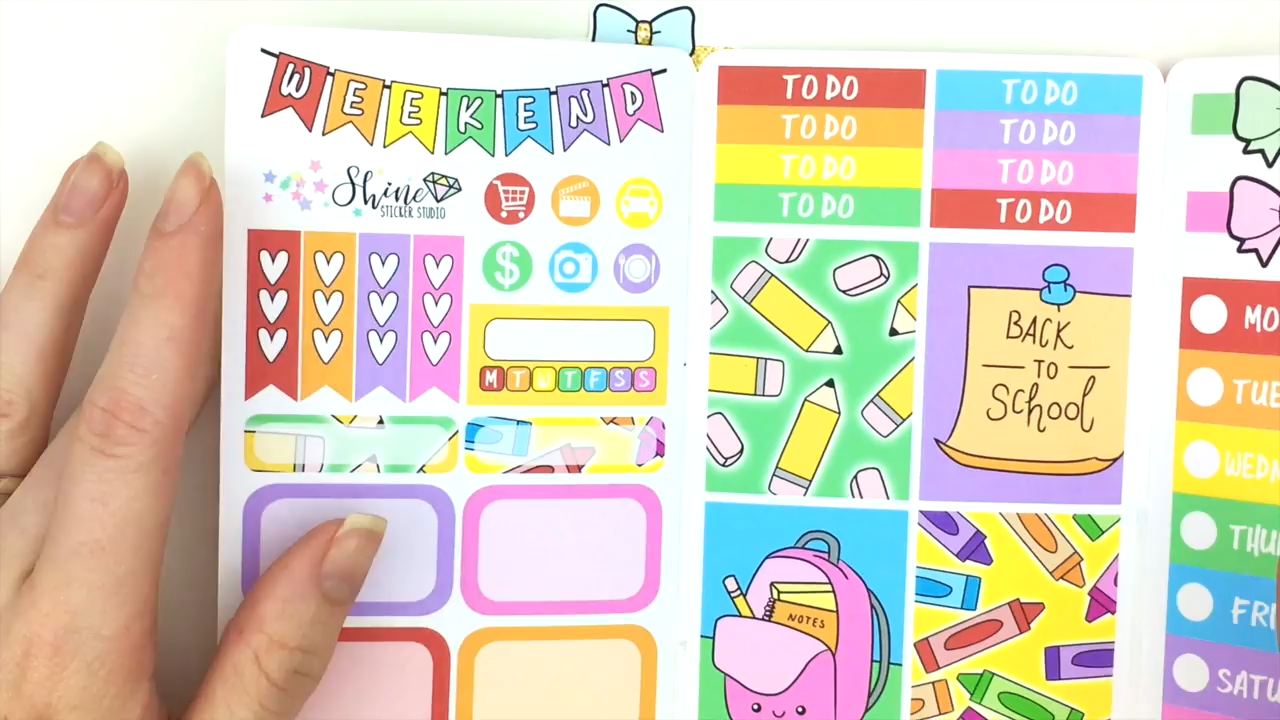 WEEKEND
Shine
STICKER STUDIO
$
M T W T F S S
TO DO
TO DO
TO DO
TO DO
TO DO
TO DO
TO DO
TO DO
BACK
TO
School
NOTES
MO
TUE
WEDN
THU
FRI
SATU